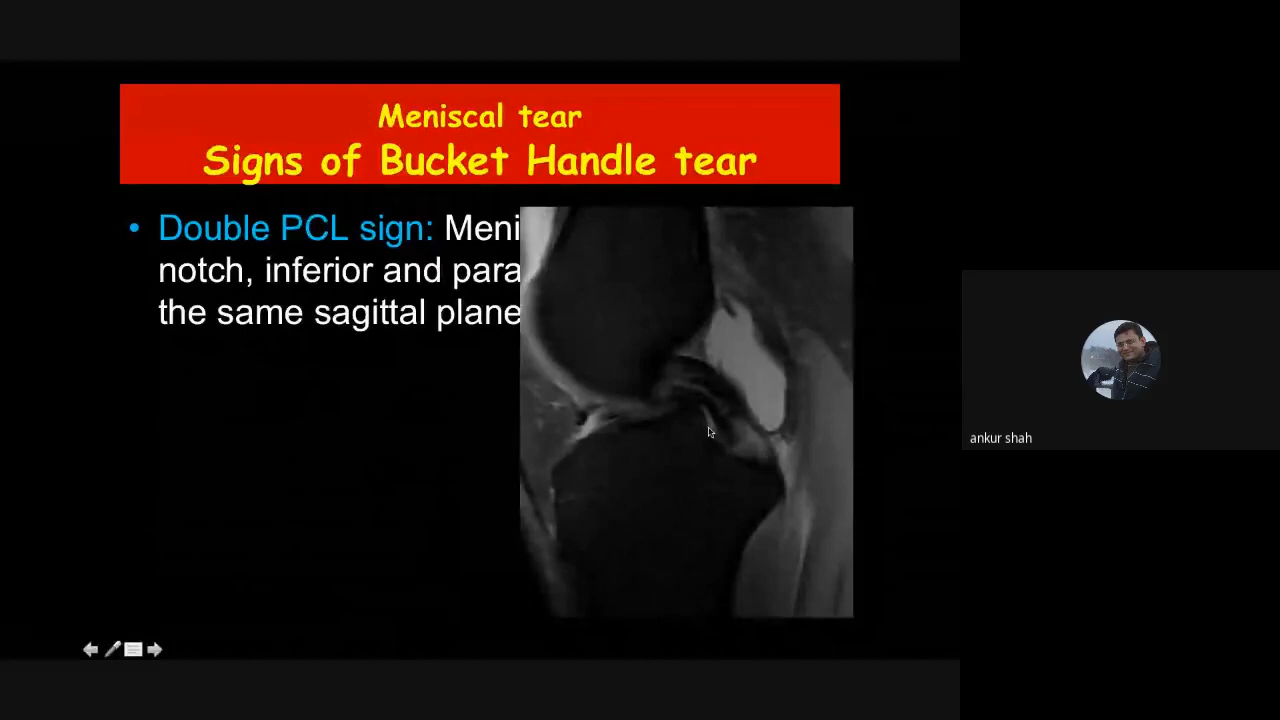 Meniscal tear
Signs of Bucket Handle tear
• Double PCL sign: Meni
notch, inferior and para
the same sagittal plane
ankur shah